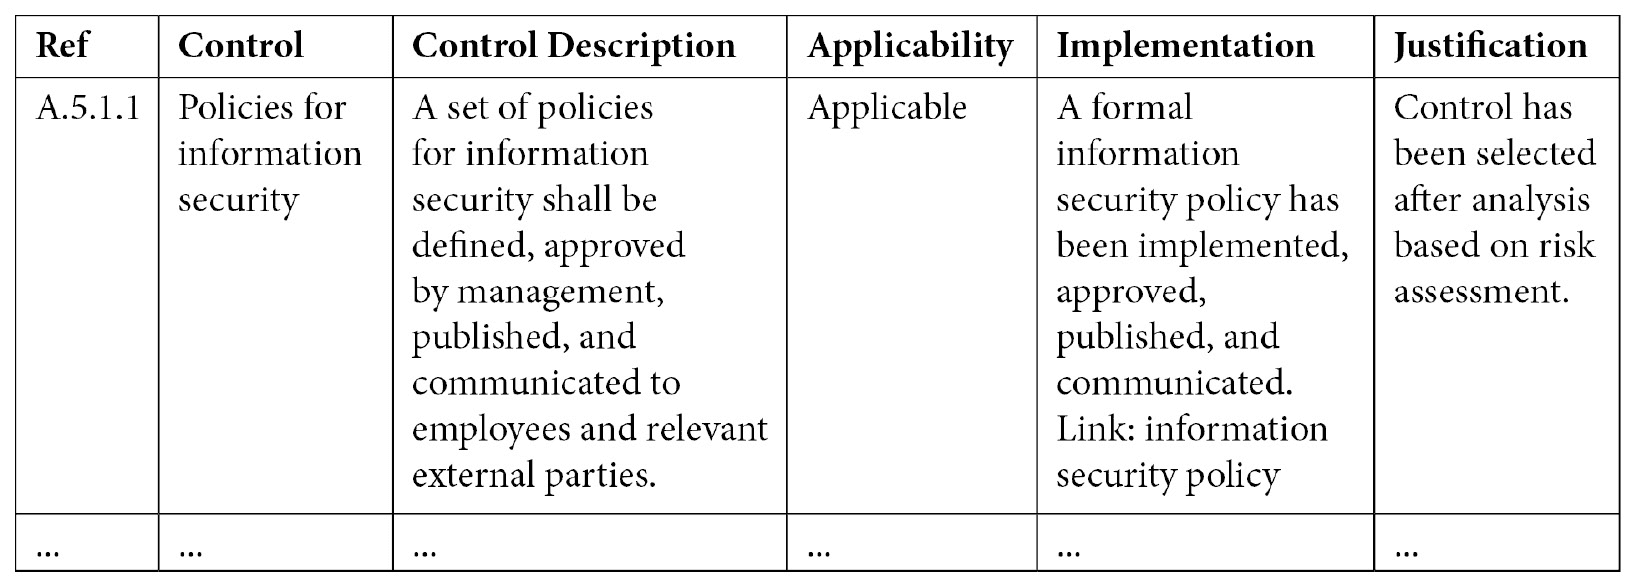 Ref Control Control Description Applicability Implementation Justification
A.5.1.1 Policies for A set of policies Applicable A formal Control has
information for information information been selected
security security shall be security policy has after analysis
defined, approved been implemented, based on risk
by management, approved, assessment.
published, and published, and
communicated to communicated.
employees and relevant Link: information
external parties. security policy
... ... ... ... ... ...